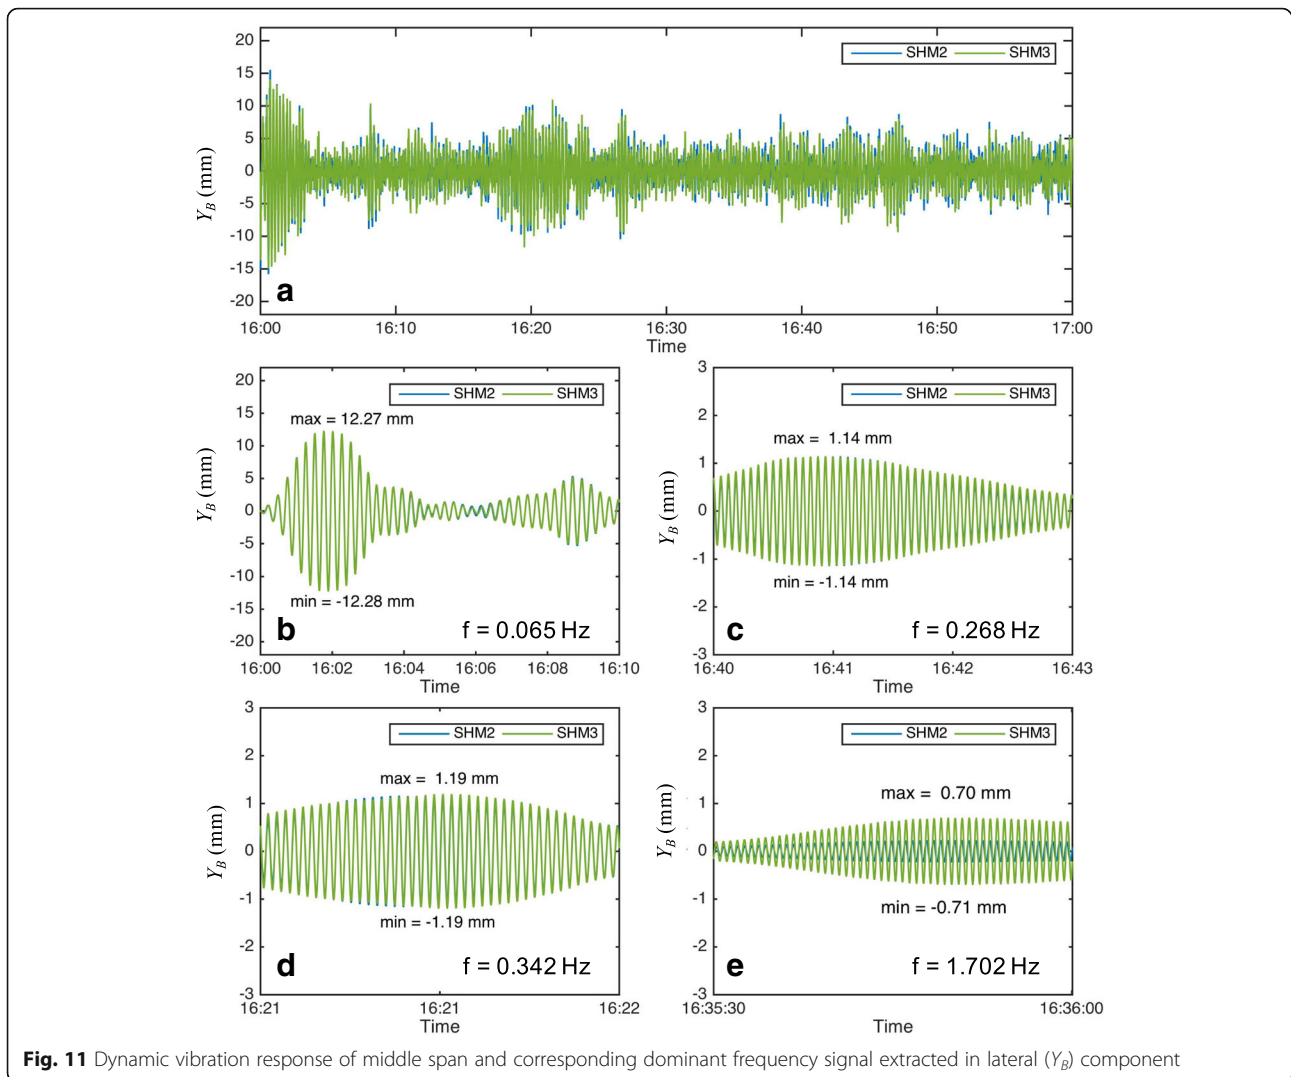 20
15
10
5
0
-5
-10
-15
-20
Y_B (mm)
SHM2 SHM3
a
16:00 16:10 16:20 16:30 16:40 16:50 17:00
Time
20
15
10
5
0
-5
-10
-15
-20
Y_B (mm)
SHM2 SHM3
max = 12.27 mm
min = -12.28 mm
b f = 0.065 Hz
16:00 16:02 16:04 16:06 16:08 16:10
Time
3
2
1
0
-1
-2
-3
Y_B (mm)
SHM2 SHM3
max = 1.14 mm
min = -1.14 mm
c f = 0.268 Hz
16:40 16:41 16:42 16:43
Time
3
2
1
0
-1
-2
-3
Y_B (mm)
SHM2 SHM3
max = 1.19 mm
min = -1.19 mm
d f = 0.342 Hz
16:21 16:21 16:22
Time
3
2
1
0
-1
-2
-3
Y_B (mm)
SHM2 SHM3
max = 0.70 mm
min = -0.71 mm
e f = 1.702 Hz
16:35:30 16:36:00
Time
Fig. 11 Dynamic vibration response of middle span and corresponding dominant frequency signal extracted in lateral (Y_B) component